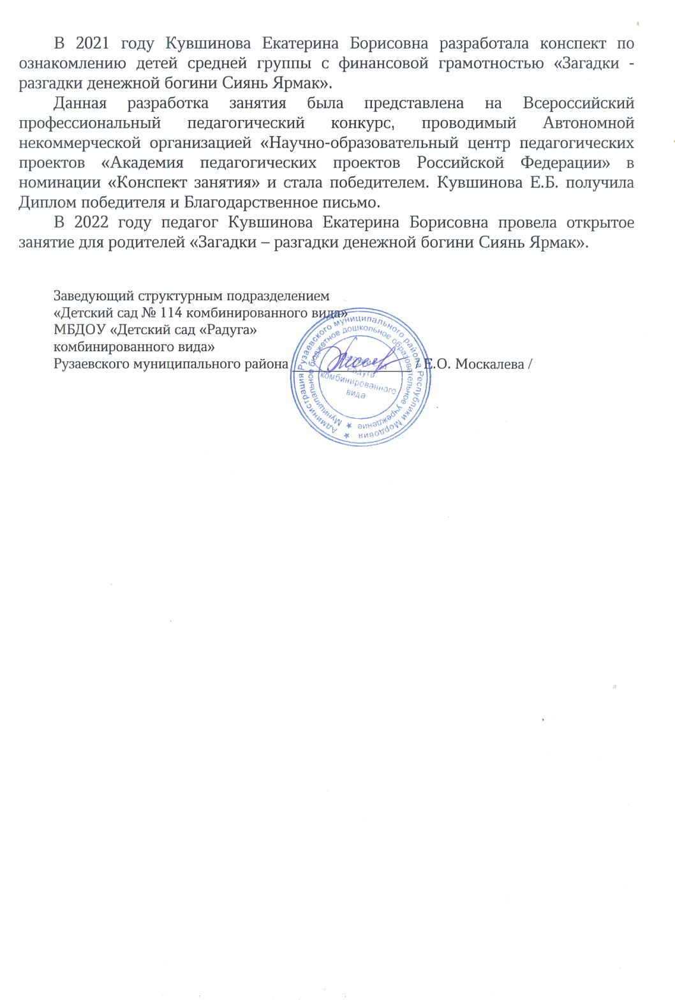 В 2021 году Кувшинова Екатерина Борисовна разработала конспект по
ознакомлению детей средней группы с финансовой грамотностью «Загадки -
разгадки денежной богини Сиянь Ярмак».
Данная разработка занятия была представлена на Всероссийский
профессиональный педагогический конкурс, проводимый Автономной
некоммерческой организацией «Научно-образовательный центр педагогических
проектов «Академия педагогических проектов Российской Федерации» в
номинации «Конспект занятия» и стала победителем. Кувшинова Е.Б. получила
Диплом победителя и Благодарственное письмо.
В 2022 году педагог Кувшинова Екатерина Борисовна провела открытое
занятие для родителей «Загадки – разгадки денежной богини Сиянь Ярмак».
Заведующий структурным подразделением
«Детский сад № 114 комбинированного вида»
МБДОУ «Детский сад «Радуга»
комбинированного вида»
Рузаевского муниципального района / Е.О. Москалева /
Администрация Рузаевского муниципального района Республики Мордовия
Муниципальное бюджетное дошкольное образовательное учреждение
Радуга
комбинированного
вида